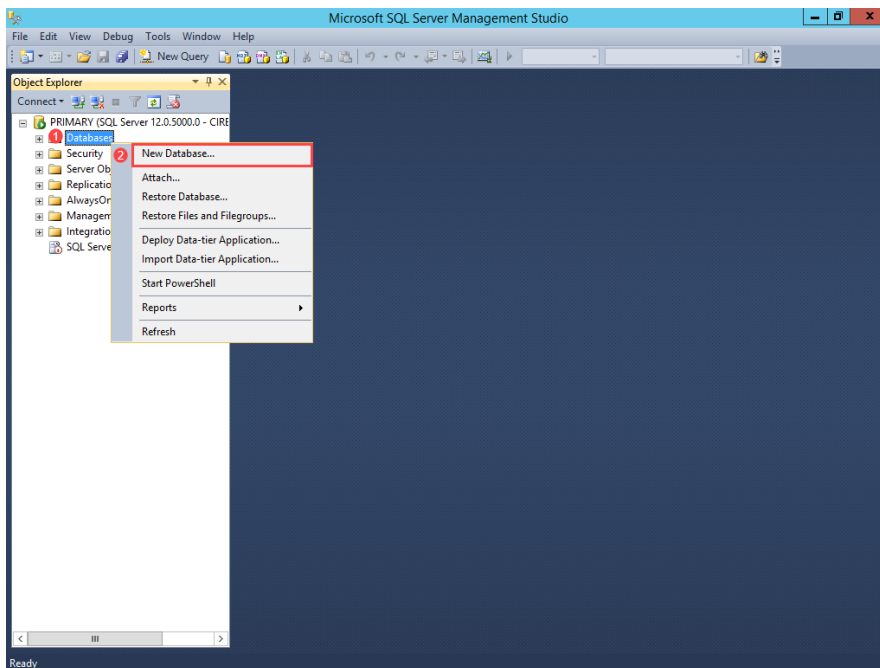 Microsoft SQL Server Management Studio
File Edit View Debug Tools Window Help
New Query
Object Explorer
Connect
PRIMARY (SQL Server 12.0.5000.0 - CIRE
1 Databases
Security
Server Ob
Replicatio
AlwaysOn
Managem
Integratio
SQL Serve
2 New Database...
Attach...
Restore Database...
Restore Files and Filegroups...
Deploy Data-tier Application...
Import Data-tier Application...
Start PowerShell
Reports
Refresh
Ready